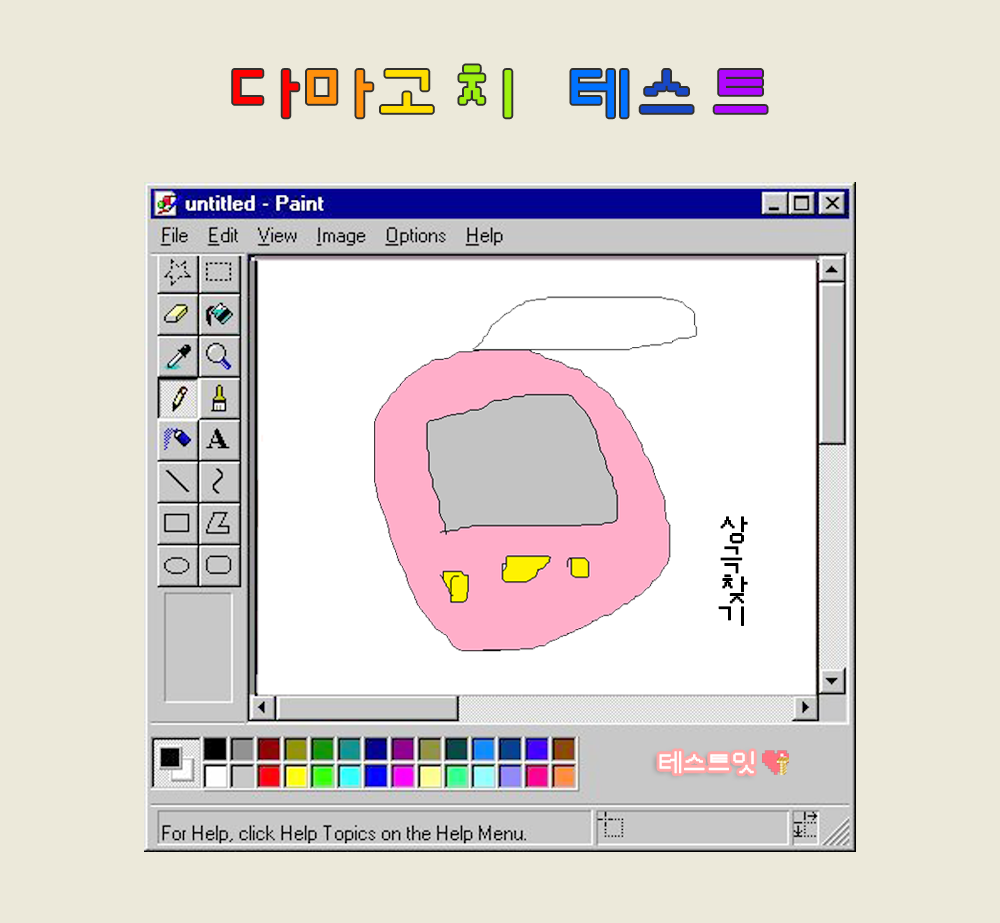 다마고치 테스트
untitled - Paint
File Edit View Image Options Help
상극찾기
테스트잇
For Help, click Help Topics on the Help Menu.